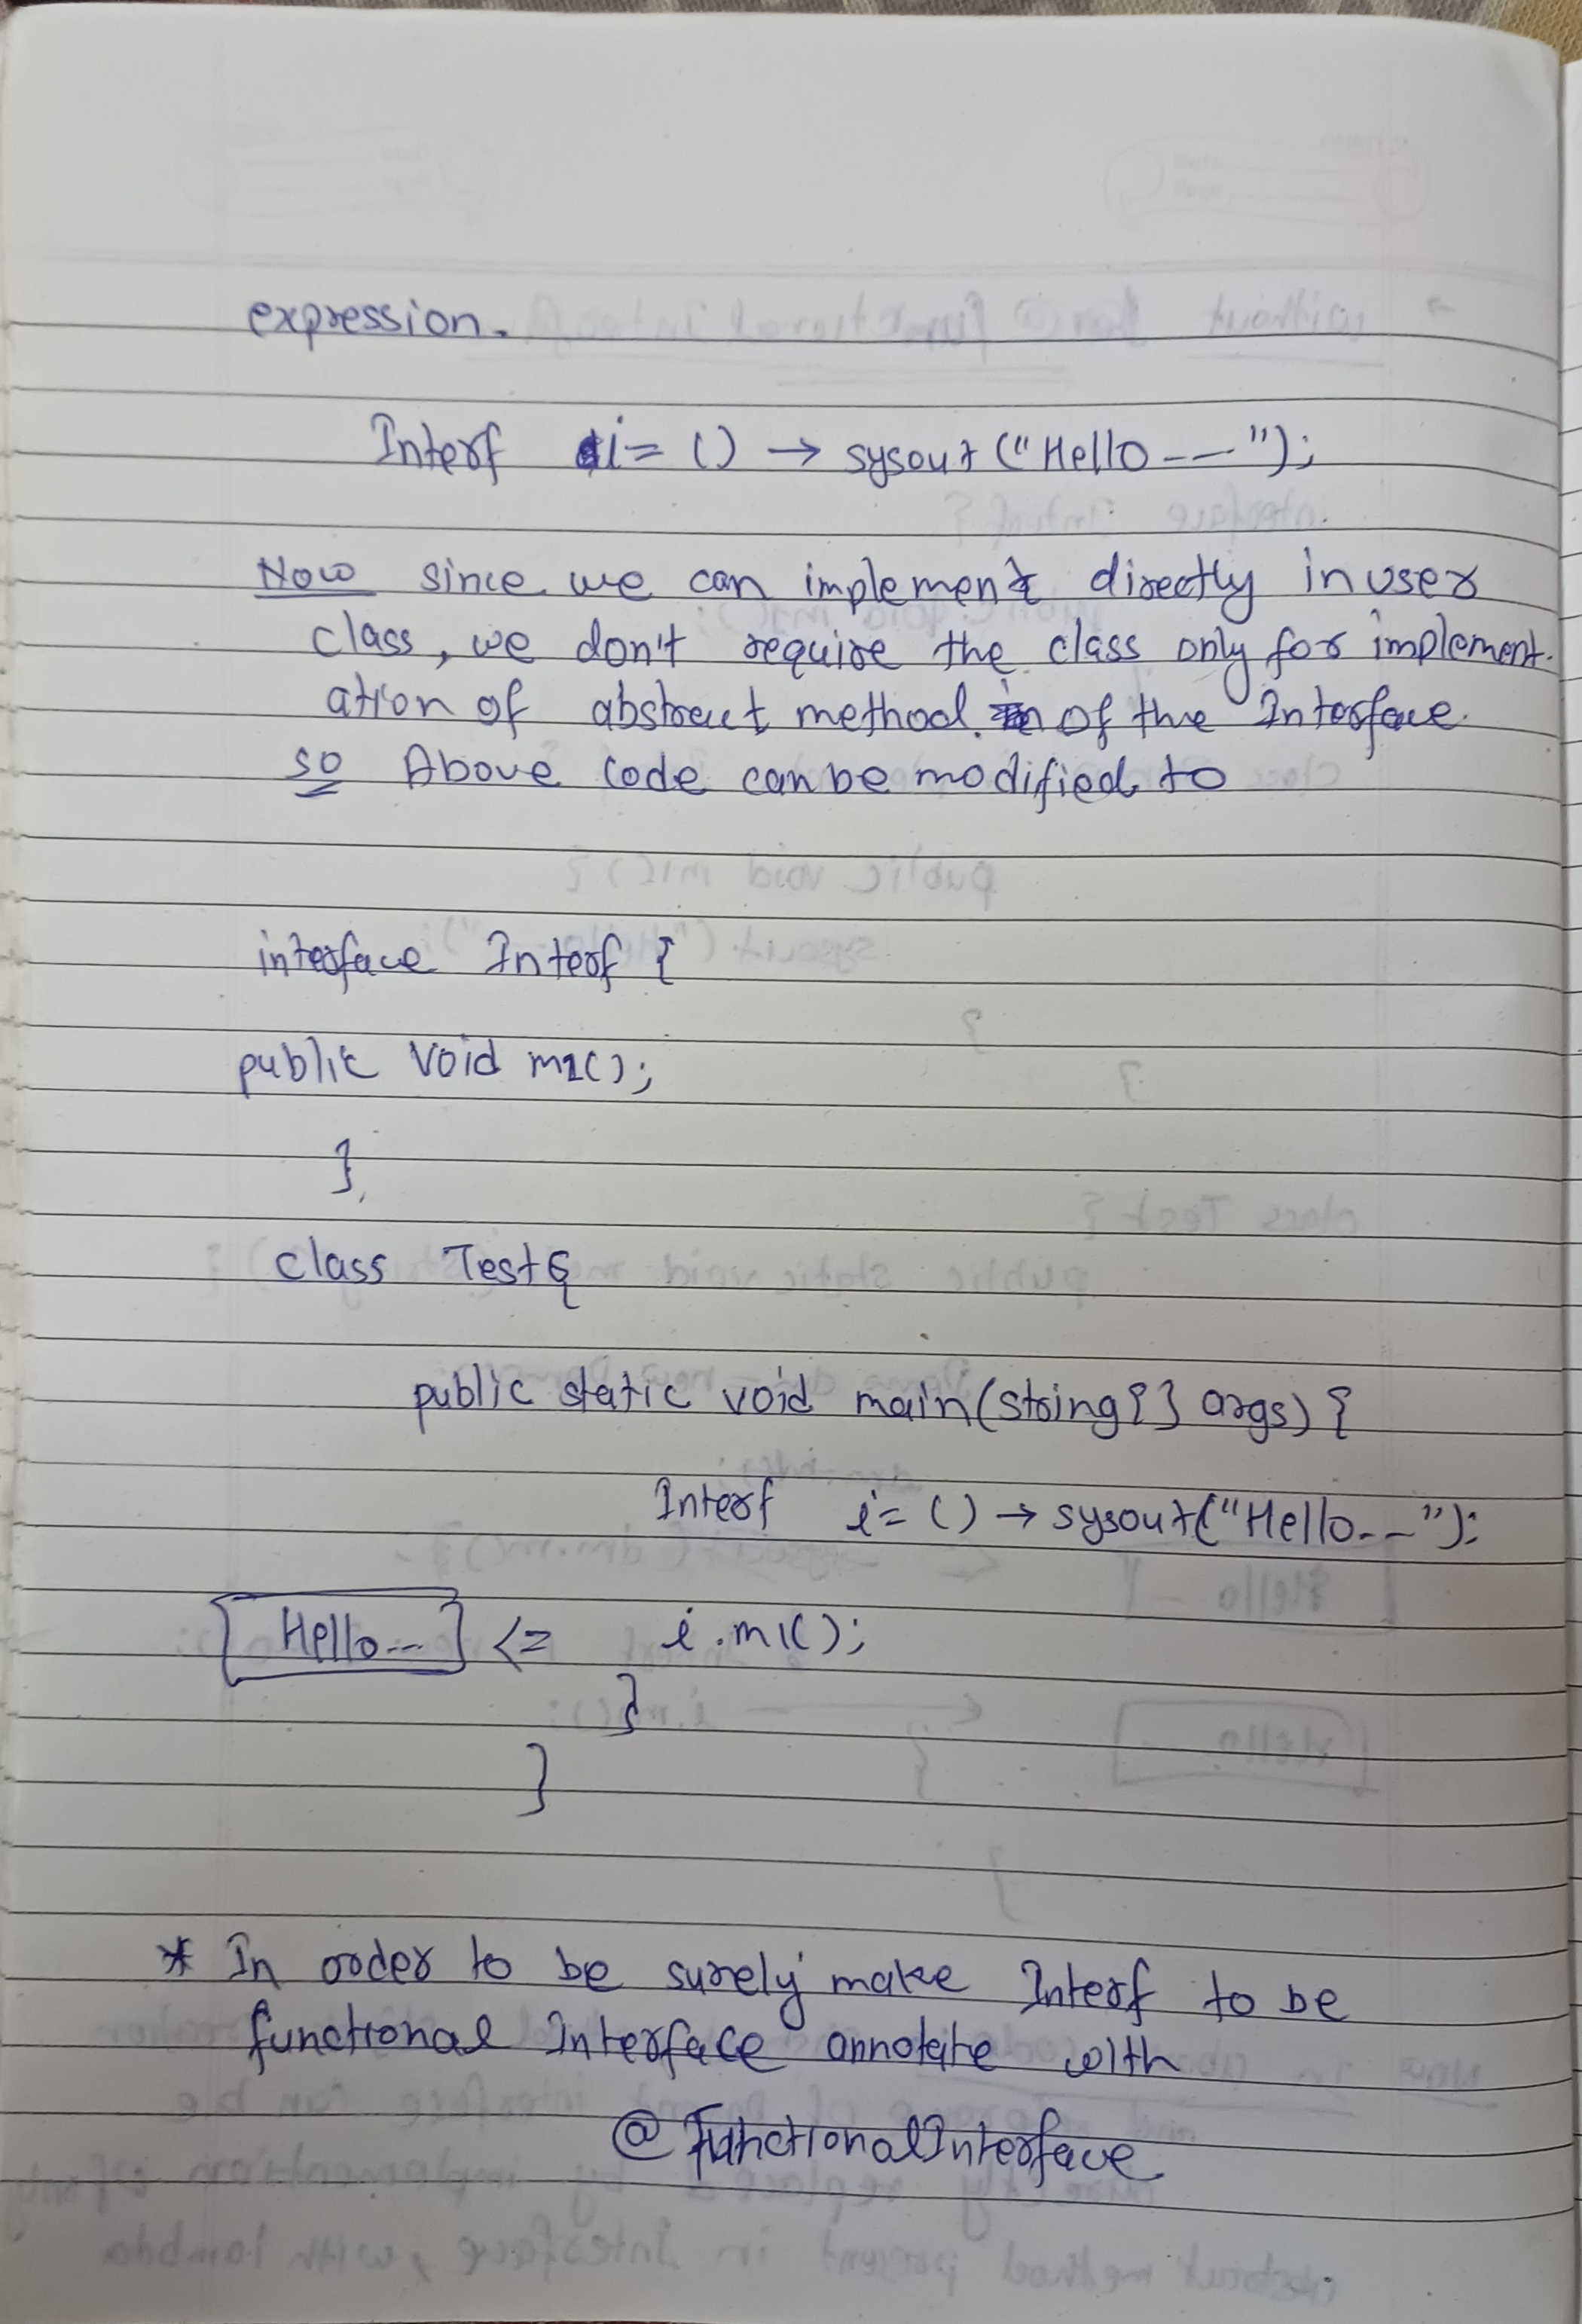 expression.
Interf i = () → sysout ("Hello - - -");
Now since we can implement directly in user
class, we don't require the class only for implement-
ation of abstract method of the Interface.
so Above code can be modified to
interface Interf {
public void m1();
}
class Test {
public static void main(string { } args) {
Interf i = () → sysout ("Hello - -");
Hello - - <= i.m1();
}
}
* In order to be surely make Interf to be
functional Interface annotate with
@FunctionalInterface